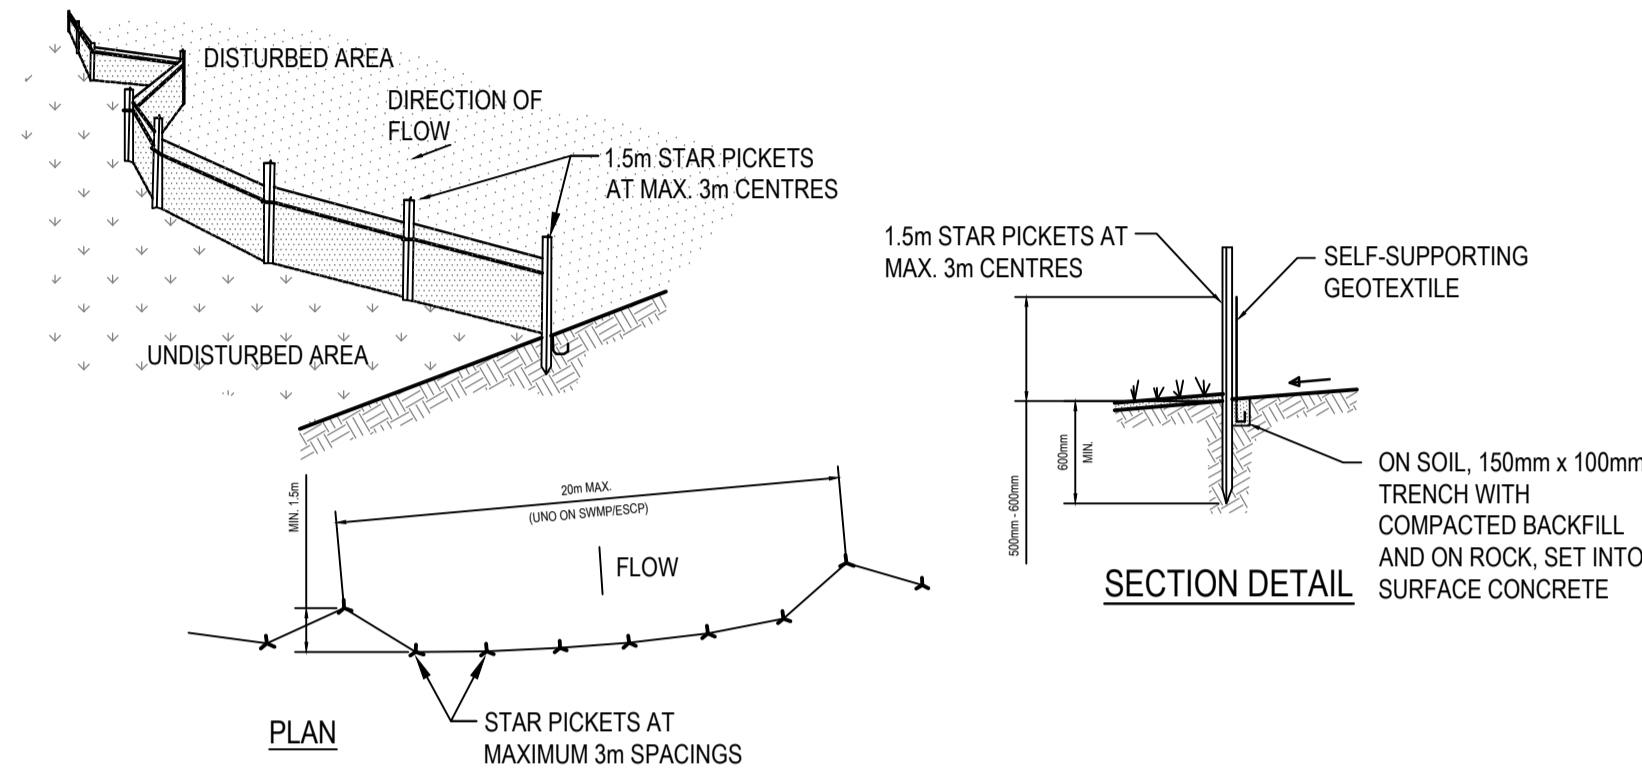 DISTURBED AREA
DIRECTION OF
FLOW
1.5m STAR PICKETS
AT MAX. 3m CENTRES
UNDISTURBED AREA
1.5m STAR PICKETS AT
MAX. 3m CENTRES
SELF-SUPPORTING
GEOTEXTILE
600mm
MIN.
500mm - 600mm
ON SOIL, 150mm x 100mm
TRENCH WITH
COMPACTED BACKFILL
AND ON ROCK, SET INTO
SURFACE CONCRETE
SECTION DETAIL
MIN. 1.5m
20m MAX.
(UNO ON SWMP/ESCP)
FLOW
STAR PICKETS AT
MAXIMUM 3m SPACINGS
PLAN